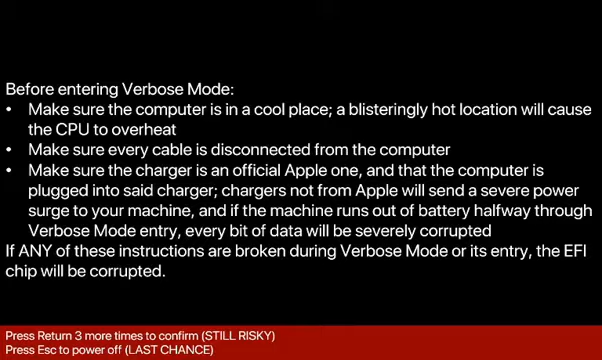 Before entering Verbose Mode:
• Make sure the computer is in a cool place; a blisteringly hot location will cause
the CPU to overheat
• Make sure every cable is disconnected from the computer
• Make sure the charger is an official Apple one, and that the computer is
plugged into said charger; chargers not from Apple will send a severe power
surge to your machine, and if the machine runs out of battery halfway through
Verbose Mode entry, every bit of data will be severely corrupted
If ANY of these instructions are broken during Verbose Mode or its entry, the EFI
chip will be corrupted.
Press Return 3 more times to confirm (STILL RISKY)
Press Esc to power off (LAST CHANCE)